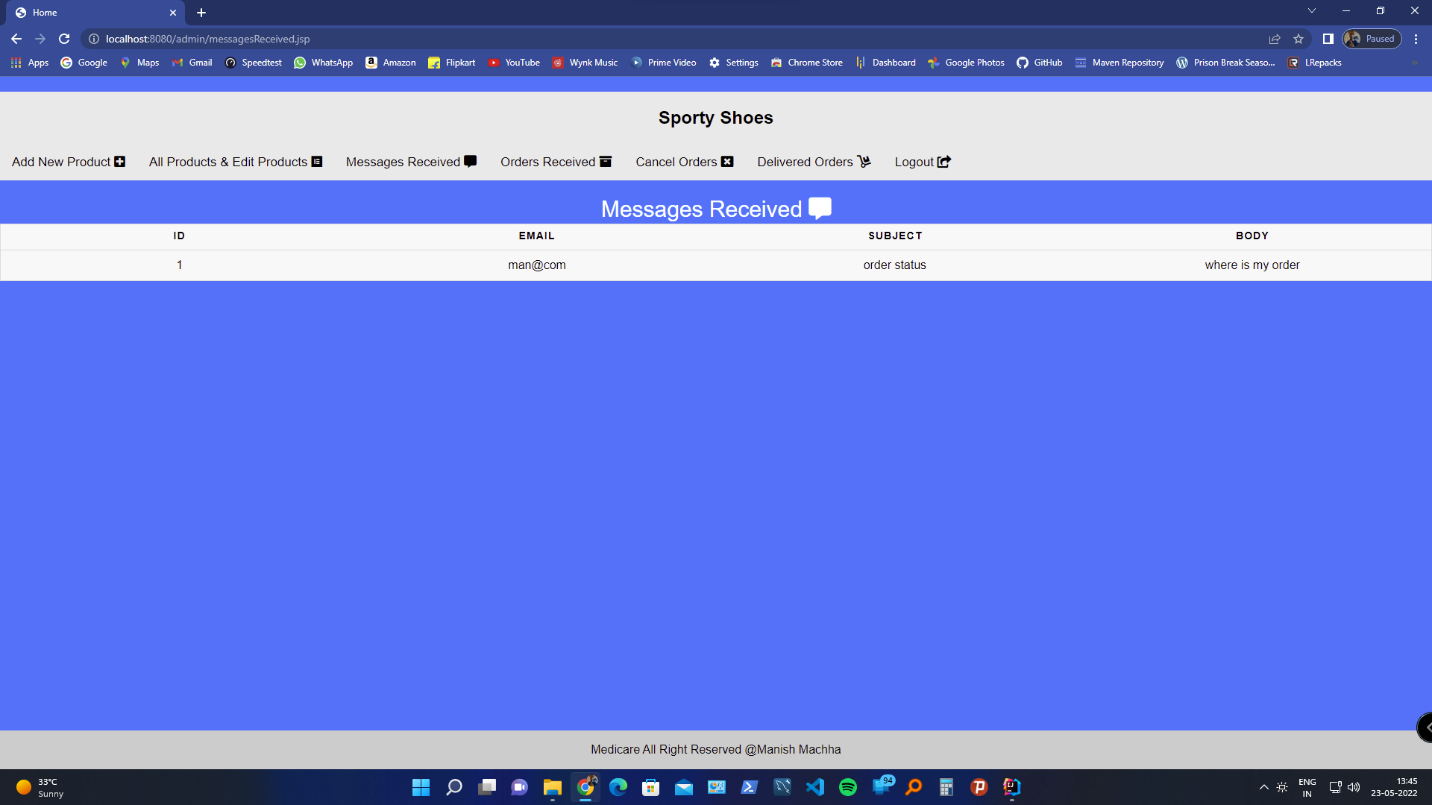 Home
localhost:8080/admin/messagesReceived.jsp
Paused
Apps Google Maps Gmail Speedtest WhatsApp Amazon Flipkart YouTube Wynk Music Prime Video Settings Chrome Store Dashboard Google Photos GitHub Maven Repository Prison Break Seaso... LRepacks
Sporty Shoes
Add New Product All Products & Edit Products Messages Received Orders Received Cancel Orders Delivered Orders Logout
Messages Received
ID EMAIL SUBJECT BODY
1 man@com order status where is my order
Medicare All Right Reserved @Manish Machha
33°C
Sunny
94
ENG
IN
13:45
23-05-2022